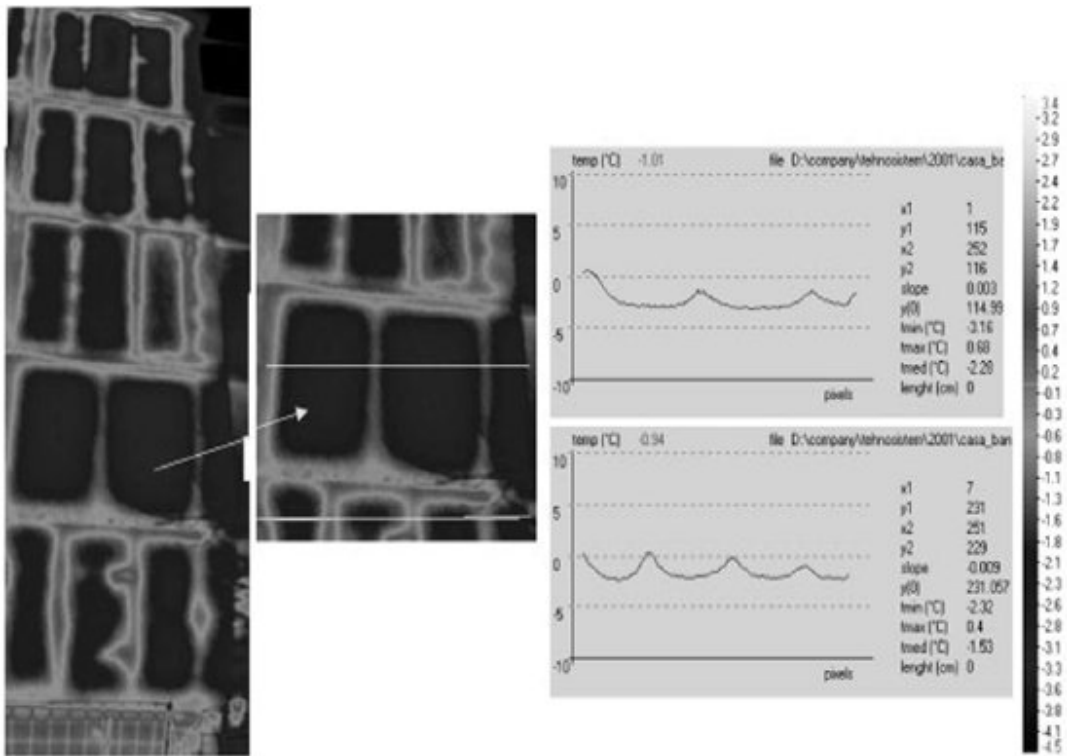 temp (°C) -1.01 file D:\company\tehnosistem\2001\casa_ba
10
5
0
-5
-10
pixels
x1 1
y1 115
x2 252
y2 116
slope 0.003
y(0) 114.99
tmin (°C) -3.16
tmax (°C) 0.68
tmed (°C) -2.28
lenght (cm) 0
temp (°C) -0.94 file D:\company\tehnosistem\2001\casa_ban
10
5
0
-5
-10
pixels
x1 7
y1 231
x2 251
y2 229
slope -0.009
y(0) 231.057
tmin (°C) -2.32
tmax (°C) 0.4
tmed (°C) -1.53
lenght (cm) 0
3.4
-3.2
-2.9
-2.7
-2.4
-2.2
-1.9
-1.7
-1.4
-1.2
-0.9
-0.7
-0.4
-0.2
-0.1
-0.3
-0.6
-0.8
-1.1
-1.3
-1.6
-1.8
-2.1
-2.3
-2.6
-2.8
-3.1
-3.3
-3.6
-3.8
-4.1
-4.5